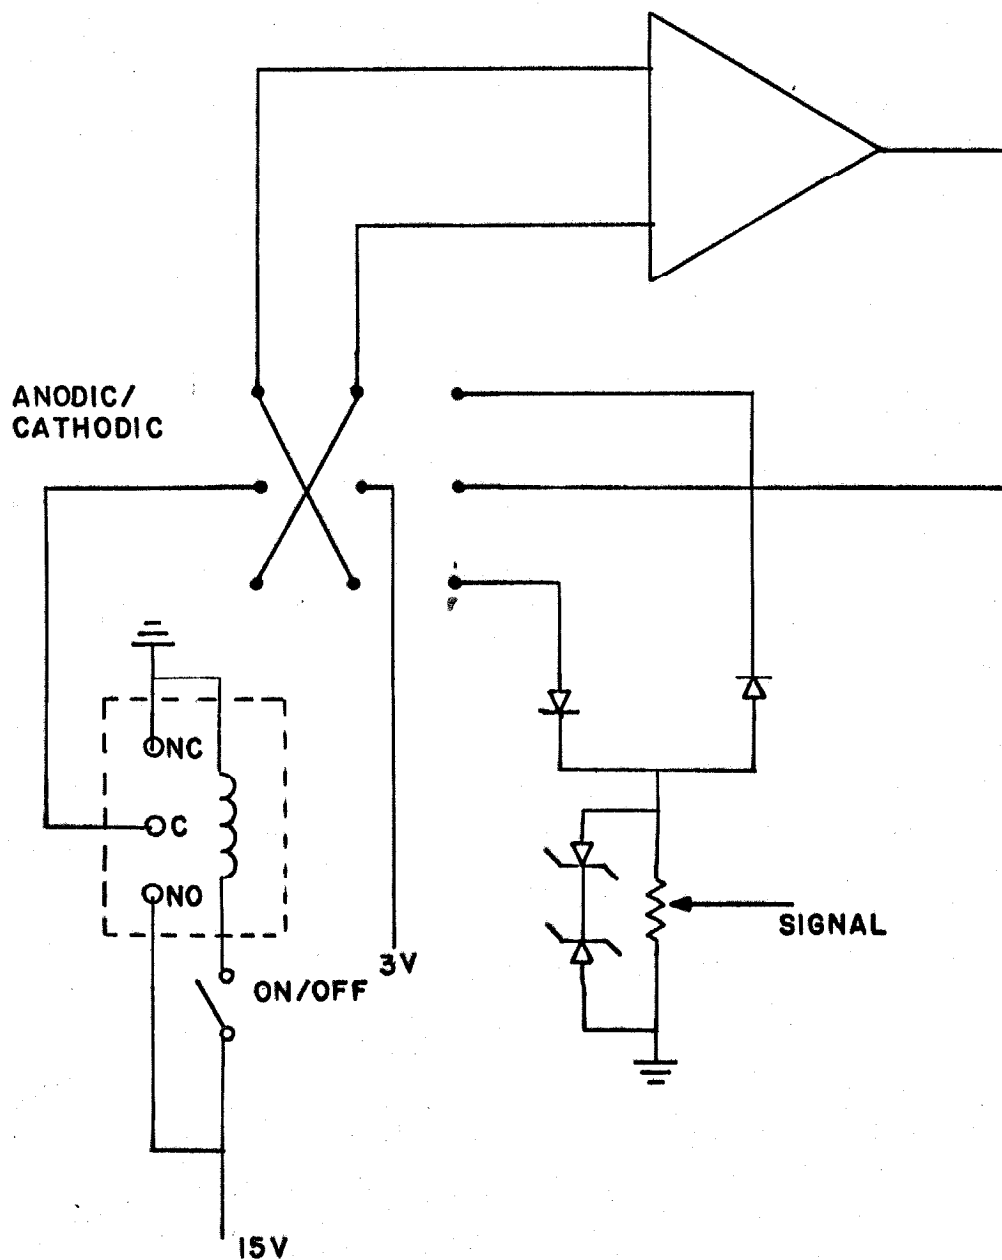 ANODIC/
CATHODIC
NC
C
NO
3V
ON/OFF
SIGNAL
15V